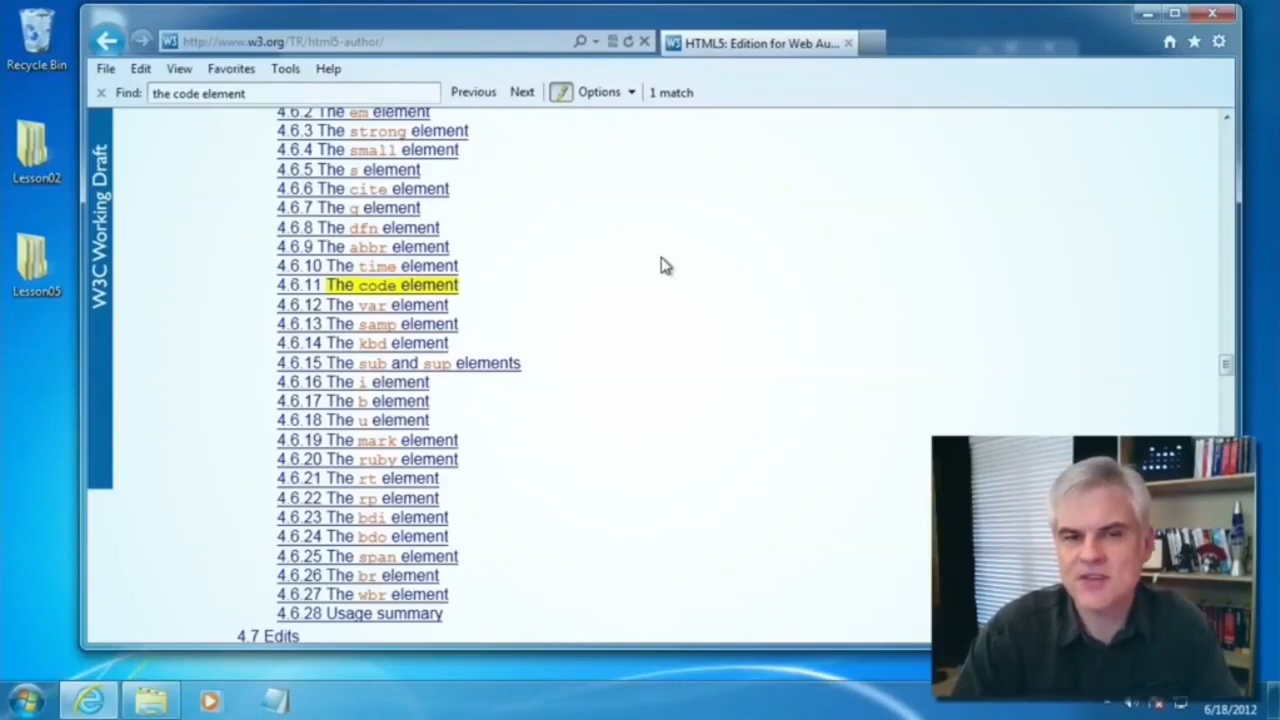 Recycle Bin
Lesson02
Lesson05
http://www.w3.org/TR/html5-author/
HTML5: Edition for Web Au...
File Edit View Favorites Tools Help
Find: the code element Previous Next Options 1 match
W3C Working Draft
4.6.2 The em element
4.6.3 The strong element
4.6.4 The small element
4.6.5 The s element
4.6.6 The cite element
4.6.7 The q element
4.6.8 The dfn element
4.6.9 The abbr element
4.6.10 The time element
4.6.11 The code element
4.6.12 The var element
4.6.13 The samp element
4.6.14 The kbd element
4.6.15 The sub and sup elements
4.6.16 The i element
4.6.17 The b element
4.6.18 The u element
4.6.19 The mark element
4.6.20 The ruby element
4.6.21 The rt element
4.6.22 The rp element
4.6.23 The bdi element
4.6.24 The bdo element
4.6.25 The span element
4.6.26 The br element
4.6.27 The wbr element
4.6.28 Usage summary
4.7 Edits
6/18/2012